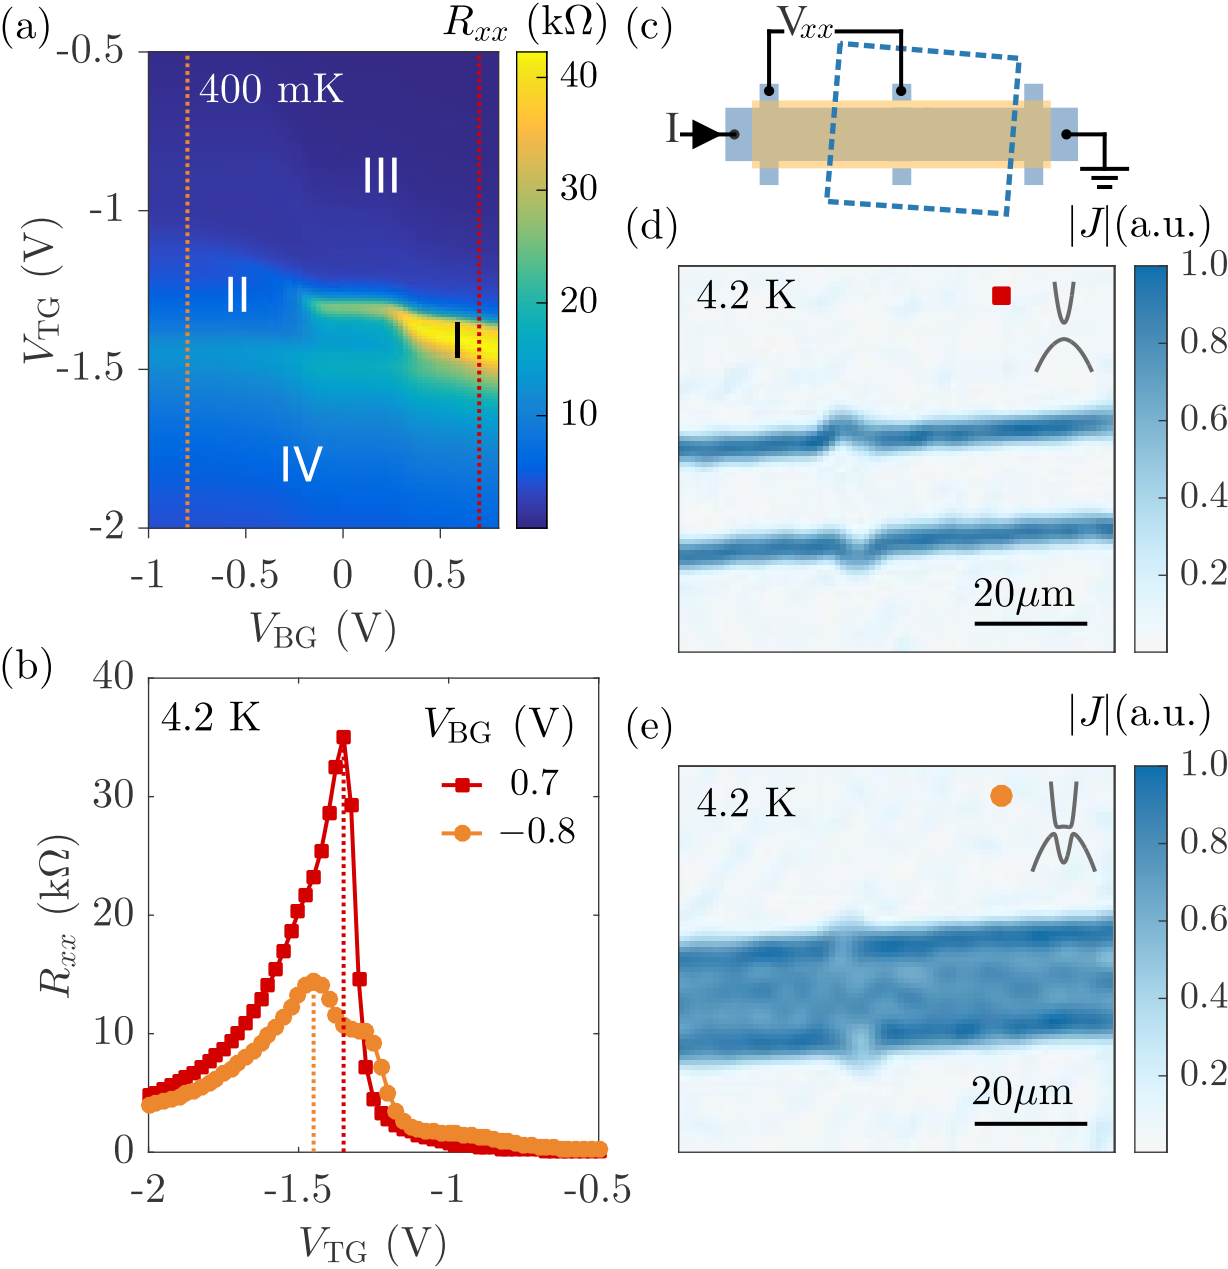 (a)
R_xx (kΩ)
-0.5
-1
-1.5
-2
V_TG (V)
400 mK
III
II
I
IV
40
30
20
10
-1
-0.5
0
0.5
V_BG (V)
(b)
40
30
20
10
0
R_xx (kΩ)
4.2 K
V_BG (V)
0.7
−0.8
-2
-1.5
-1
-0.5
V_TG (V)
(c)
V_xx
I
(d)
|J|(a.u.)
4.2 K
20μm
1.0
0.8
0.6
0.4
0.2
(e)
|J|(a.u.)
4.2 K
20μm
1.0
0.8
0.6
0.4
0.2